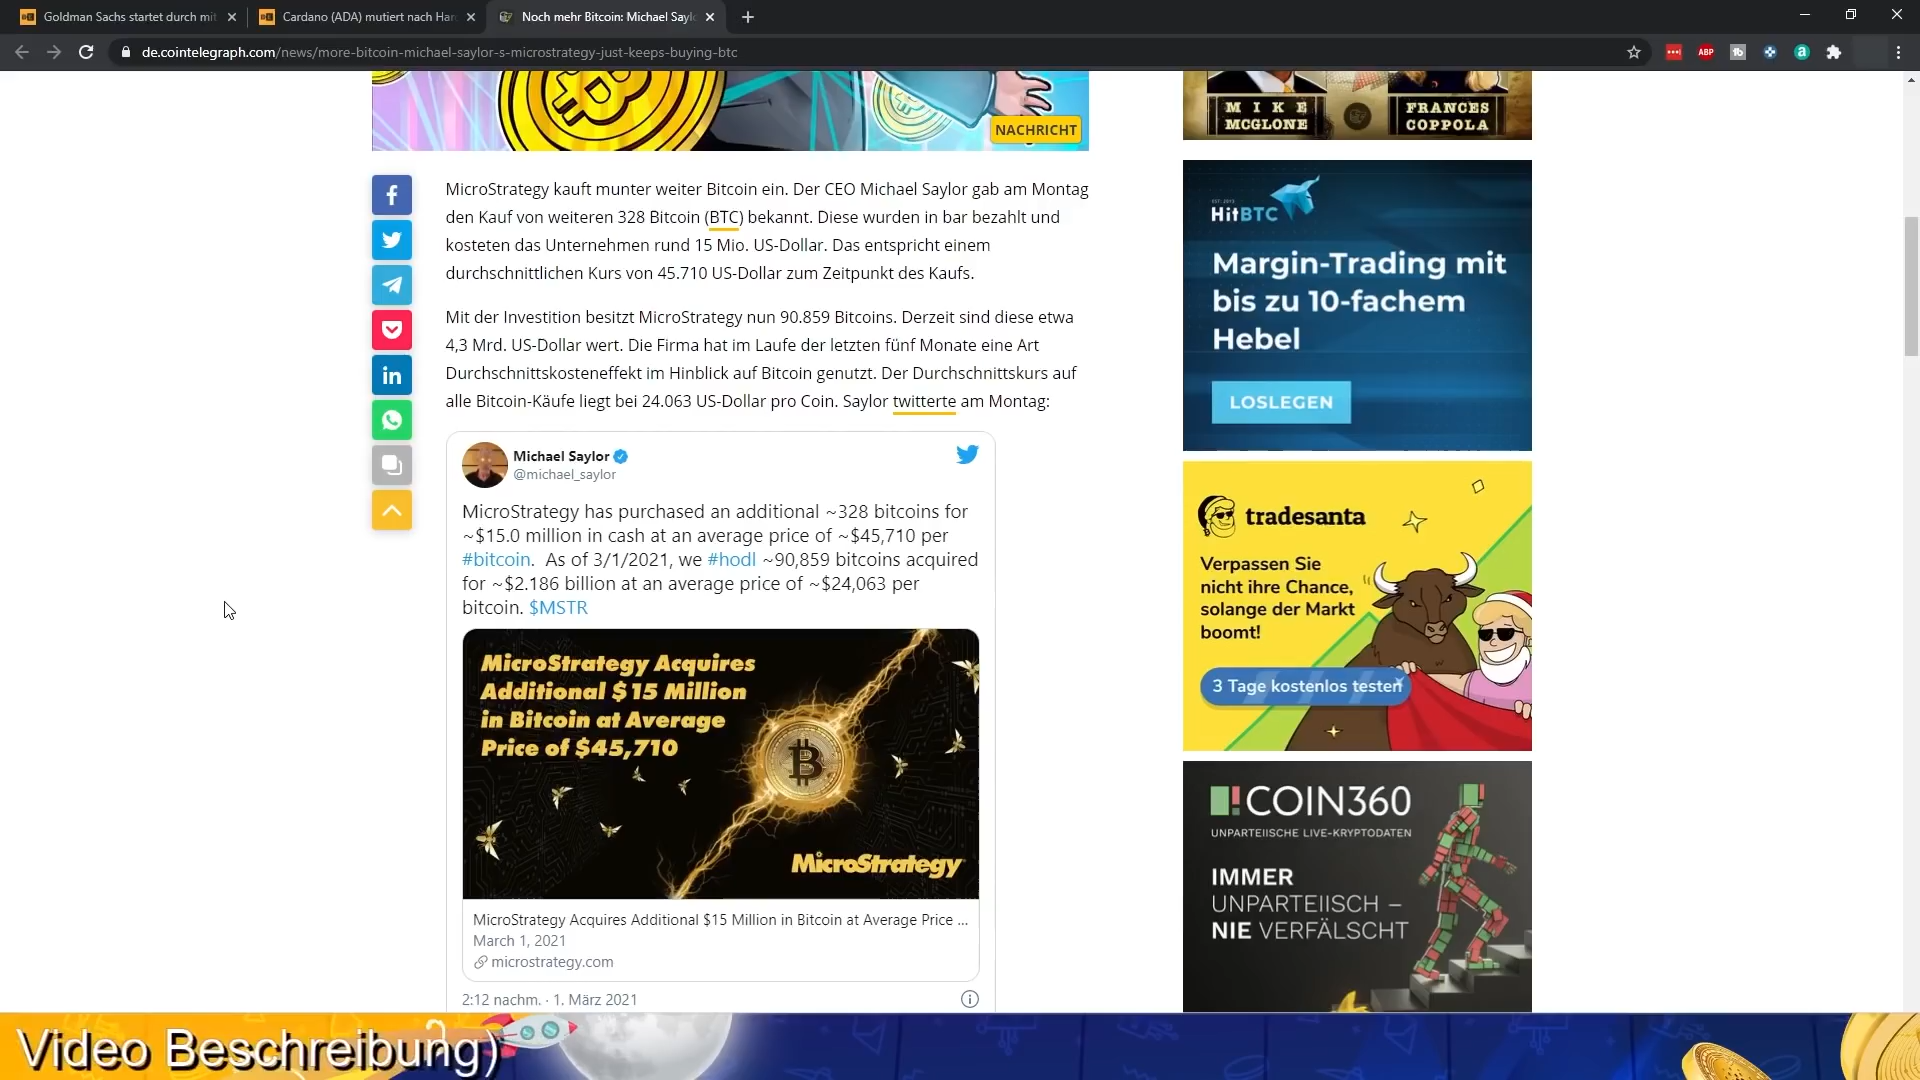 Goldman Sachs startet durch mit
Cardano (ADA) mutiert nach Har
Noch mehr Bitcoin: Michael Sayl
de.cointelegraph.com/news/more-bitcoin-michael-saylor-s-microstrategy-just-keeps-buying-btc
ABP
NACHRICHT
MIKE MCGLONE
FRANCES COPPOLA
MicroStrategy kauft munter weiter Bitcoin ein. Der CEO Michael Saylor gab am Montag
den Kauf von weiteren 328 Bitcoin (BTC) bekannt. Diese wurden in bar bezahlt und
kosteten das Unternehmen rund 15 Mio. US-Dollar. Das entspricht einem
durchschnittlichen Kurs von 45.710 US-Dollar zum Zeitpunkt des Kaufs.
Mit der Investition besitzt MicroStrategy nun 90.859 Bitcoins. Derzeit sind diese etwa
4,3 Mrd. US-Dollar wert. Die Firma hat im Laufe der letzten fünf Monate eine Art
Durchschnittskosteneffekt im Hinblick auf Bitcoin genutzt. Der Durchschnittskurs auf
alle Bitcoin-Käufe liegt bei 24.063 US-Dollar pro Coin. Saylor twitterte am Montag:
Michael Saylor
@michael_saylor
MicroStrategy has purchased an additional ~328 bitcoins for
~$15.0 million in cash at an average price of ~$45,710 per
#bitcoin. As of 3/1/2021, we #hodl ~90,859 bitcoins acquired
for ~$2.186 billion at an average price of ~$24,063 per
bitcoin. $MSTR
MicroStrategy Acquires
Additional $15 Million
in Bitcoin at Average
Price of $45,710
MicroStrategy
MicroStrategy Acquires Additional $15 Million in Bitcoin at Average Price ...
March 1, 2021
microstrategy.com
2:12 nachm. · 1. März 2021
HitBTC
Margin-Trading mit
bis zu 10-fachem
Hebel
LOSLEGEN
tradesanta
Verpassen Sie
nicht ihre Chance,
solange der Markt
boomt!
3 Tage kostenlos testen
COIN360
UNPARTEIISCHE LIVE-KRYPTODATEN
IMMER
UNPARTEIISCH –
NIE VERFÄLSCHT
Video Beschreibung)